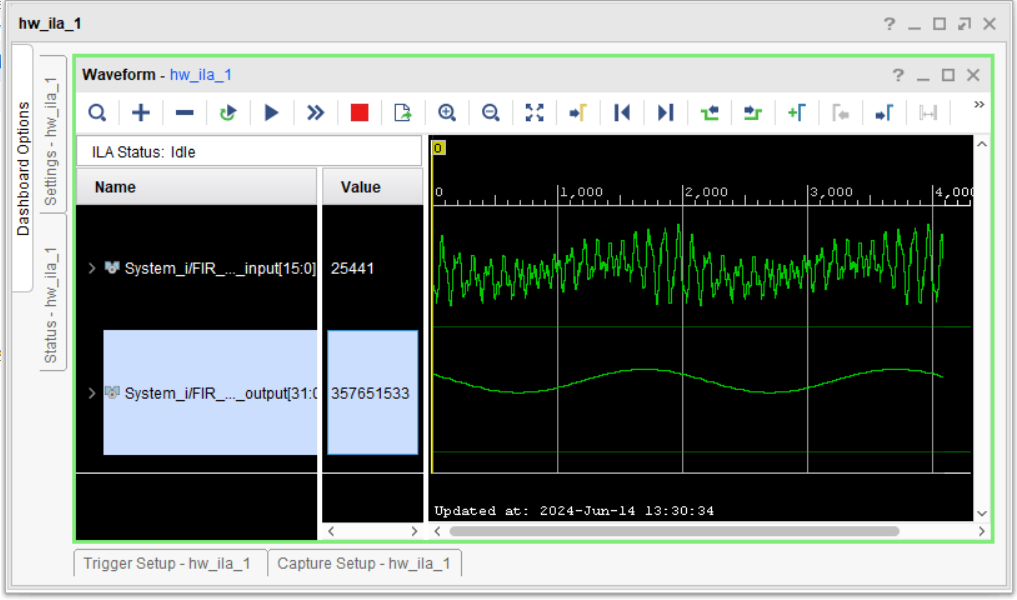 hw_ila_1
Dashboard Options
Settings - hw_ila_1
Status - hw_ila_1
Waveform - hw_ila_1
ILA Status: Idle
Name
Value
System_i/FIR_..._input[15:0]
25441
System_i/FIR_..._output[31:0
357651533
0
0
1,000
2,000
3,000
4,000
Updated at: 2024-Jun-14 13:30:34
Trigger Setup - hw_ila_1
Capture Setup - hw_ila_1